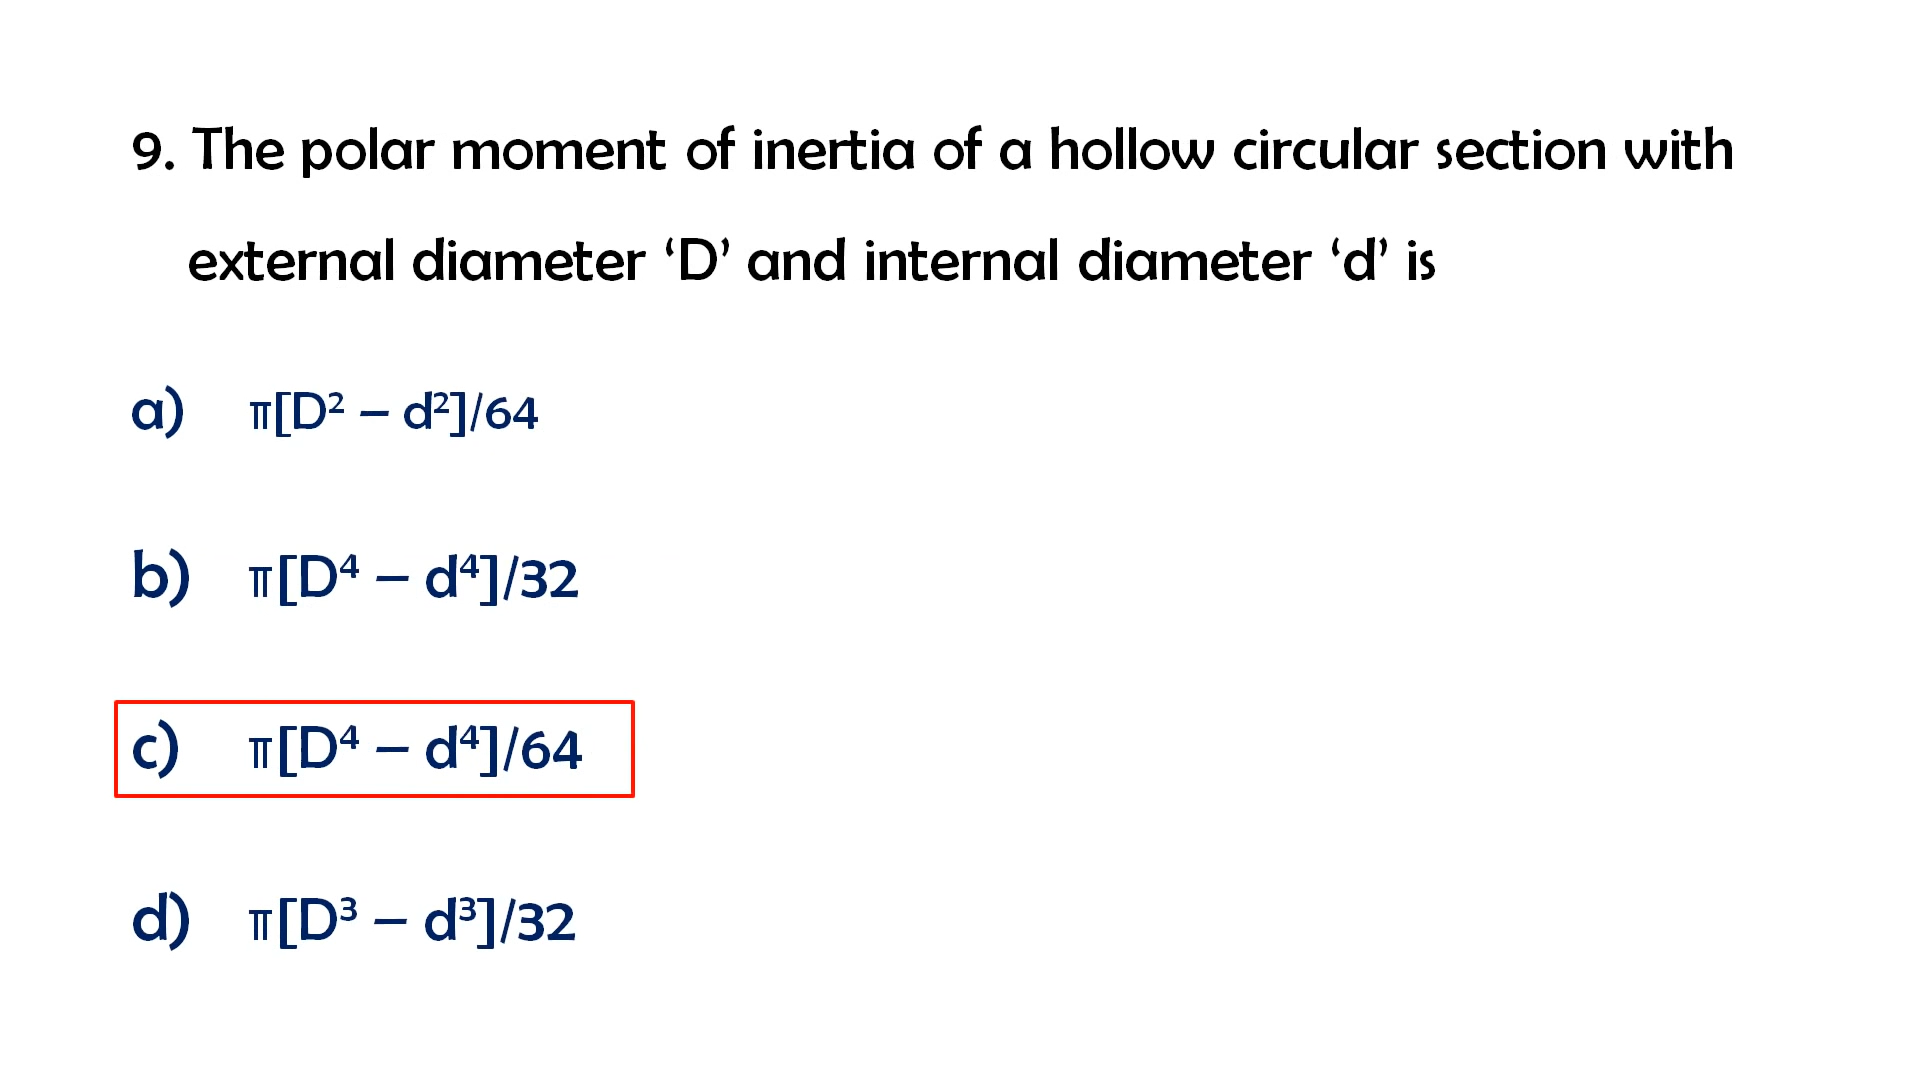 9. The polar moment of inertia of a hollow circular section with
external diameter ‘D’ and internal diameter ‘d’ is
a) π[D² – d²]/64
b) π[D⁴ – d⁴]/32
c) π[D⁴ – d⁴]/64
d) π[D³ – d³]/32